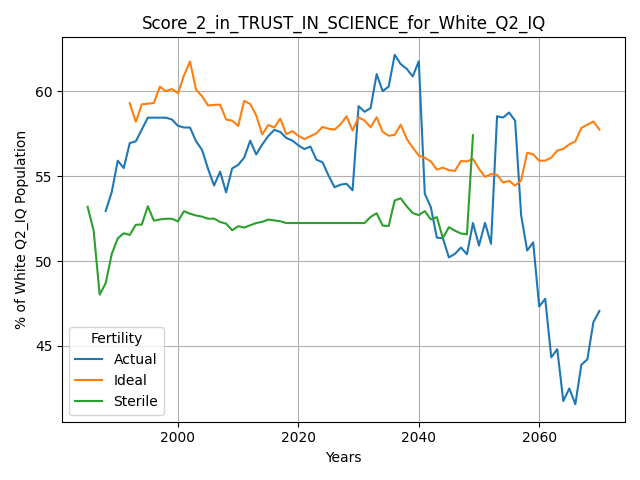 Score_2_in_TRUST_IN_SCIENCE_for_White_Q2_IQ
% of White Q2_IQ Population
60
55
50
45
Fertility
Actual
Ideal
Sterile
2000 2020 2040 2060
Years